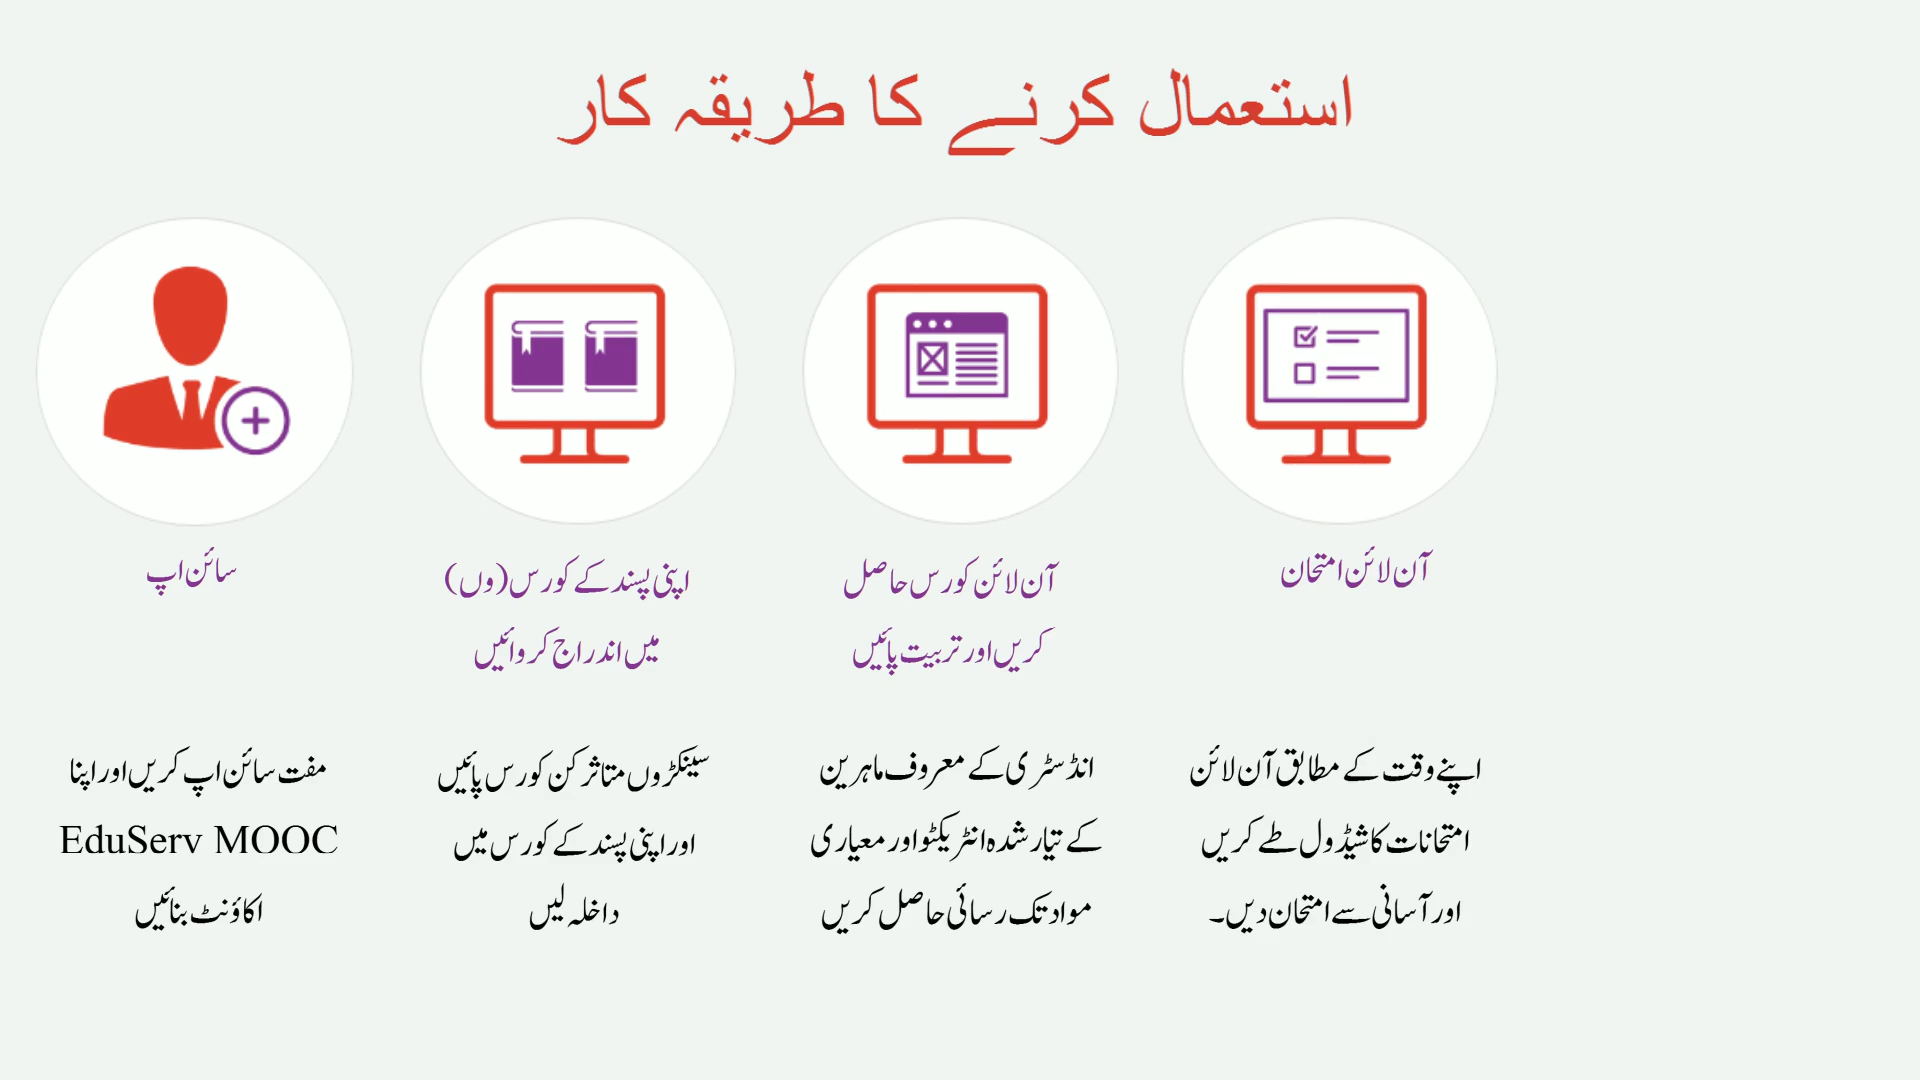 استعمال کرنے کا طریقہ کار
سائن اپ
مفت سائن اپ کریں اور اپنا
EduServ MOOC
اکاؤنٹ بنائیں
اپنی پسند کے کورس(وں)
میں اندراج کروائیں
سینکڑوں متاثر کن کورس پائیں
اور اپنی پسند کے کورس میں
داخلہ لیں
آن لائن کورس حاصل
کریں اور تربیت پائیں
انڈسٹری کے معروف ماہرین
کے تیار شدہ انٹریکٹو اور معیاری
مواد تک رسائی حاصل کریں
آن لائن امتحان
اپنے وقت کے مطابق آن لائن
امتحانات کا شیڈول طے کریں
اور آسانی سے امتحان دیں۔